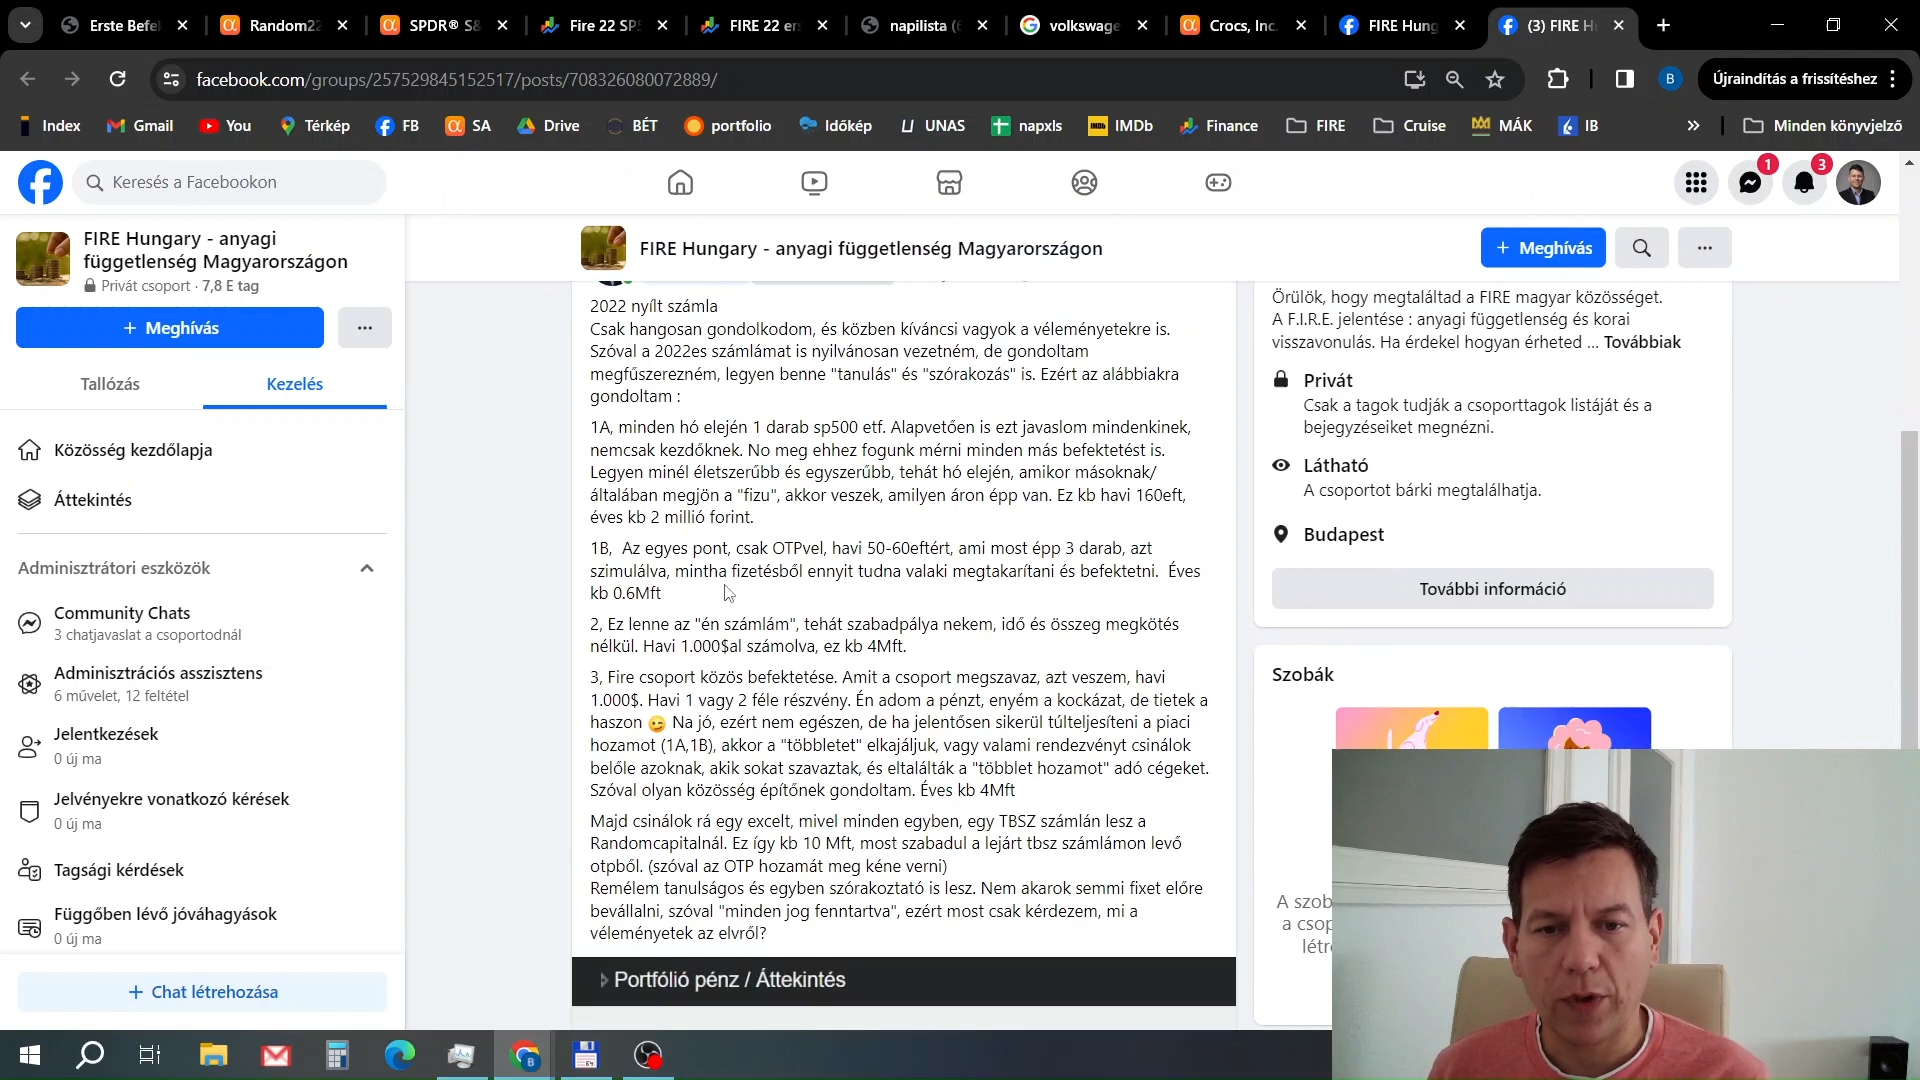 Erste Befe
Random22
SPDR® S&
Fire 22 SP5
FIRE 22 er
napilista (
volkswage
Crocs, Inc.
FIRE Hung
(3) FIRE H
facebook.com/groups/257529845152517/posts/708326080072889/
B
Újraindítás a frissítéshez
Index
Gmail
You
Térkép
FB
SA
Drive
BÉT
portfolio
Időkép
UNAS
napxls
IMDb
Finance
FIRE
Cruise
MÁK
IB
Minden könyvjelző
Keresés a Facebookon
1
3
FIRE Hungary - anyagi
függetlenség Magyarországon
Privát csoport · 7,8 E tag
+ Meghívás
Tallózás
Kezelés
Közösség kezdőlapja
Áttekintés
Adminisztrátori eszközök
Community Chats
3 chatjavaslat a csoportodnál
Adminisztrációs asszisztens
6 művelet, 12 feltétel
Jelentkezések
0 új ma
Jelvényekre vonatkozó kérések
0 új ma
Tagsági kérdések
Függőben lévő jóváhagyások
0 új ma
+ Chat létrehozása
FIRE Hungary - anyagi függetlenség Magyarországon
+ Meghívás
2022 nyílt számla
Csak hangosan gondolkodom, és közben kíváncsi vagyok a véleményetekre is.
Szóval a 2022es számlámat is nyilvánosan vezetném, de gondoltam
megfűszerezném, legyen benne "tanulás" és "szórakozás" is. Ezért az alábbiakra
gondoltam :
1A, minden hó elején 1 darab sp500 etf. Alapvetően is ezt javaslom mindenkinek,
nemcsak kezdőknek. No meg ehhez fogunk mérni minden más befektetést is.
Legyen minél életszerűbb és egyszerűbb, tehát hó elején, amikor másoknak/
általában megjön a "fizu", akkor veszek, amilyen áron épp van. Ez kb havi 160eft,
éves kb 2 millió forint.
1B, Az egyes pont, csak OTPvel, havi 50-60eftért, ami most épp 3 darab, azt
szimulálva, mintha fizetésből ennyit tudna valaki megtakarítani és befektetni. Éves
kb 0.6Mft
2, Ez lenne az "én számlám", tehát szabadpálya nekem, idő és összeg megkötés
nélkül. Havi 1.000$al számolva, ez kb 4Mft.
3, Fire csoport közös befektetése. Amit a csoport megszavaz, azt veszem, havi
1.000$. Havi 1 vagy 2 féle részvény. Én adom a pénzt, enyém a kockázat, de tietek a
haszon 😉 Na jó, ezért nem egészen, de ha jelentősen sikerül túlteljesíteni a piaci
hozamot (1A,1B), akkor a "többletet" elkajáljuk, vagy valami rendezvényt csinálok
belőle azoknak, akik sokat szavaztak, és eltalálták a "többlet hozamot" adó cégeket.
Szóval olyan közösség építőnek gondoltam. Éves kb 4Mft
Majd csinálok rá egy excelt, mivel minden egyben, egy TBSZ számlán lesz a
Randomcapitalnál. Ez így kb 10 Mft, most szabadul a lejárt tbsz számlámon levő
otpből. (szóval az OTP hozamát meg kéne verni)
Remélem tanulságos és egyben szórakoztató is lesz. Nem akarok semmi fixet előre
bevállalni, szóval "minden jog fenntartva", ezért most csak kérdezem, mi a
véleményetek az elvről?
Portfólió pénz / Áttekintés
Örülök, hogy megtaláltad a FIRE magyar közösséget.
A F.I.R.E. jelentése : anyagi függetlenség és korai
visszavonulás. Ha érdekel hogyan érheted ... Továbbiak
Privát
Csak a tagok tudják a csoporttagok listáját és a
bejegyzéseiket megnézni.
Látható
A csoportot bárki megtalálhatja.
Budapest
További információ
Szobák
A szob
a csop
létr